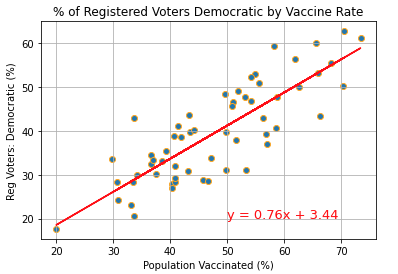 % of Registered Voters Democratic by Vaccine Rate
Reg Voters: Democratic (%)
60
50
40
30
20
y = 0.76x + 3.44
20 30 40 50 60 70
Population Vaccinated (%)